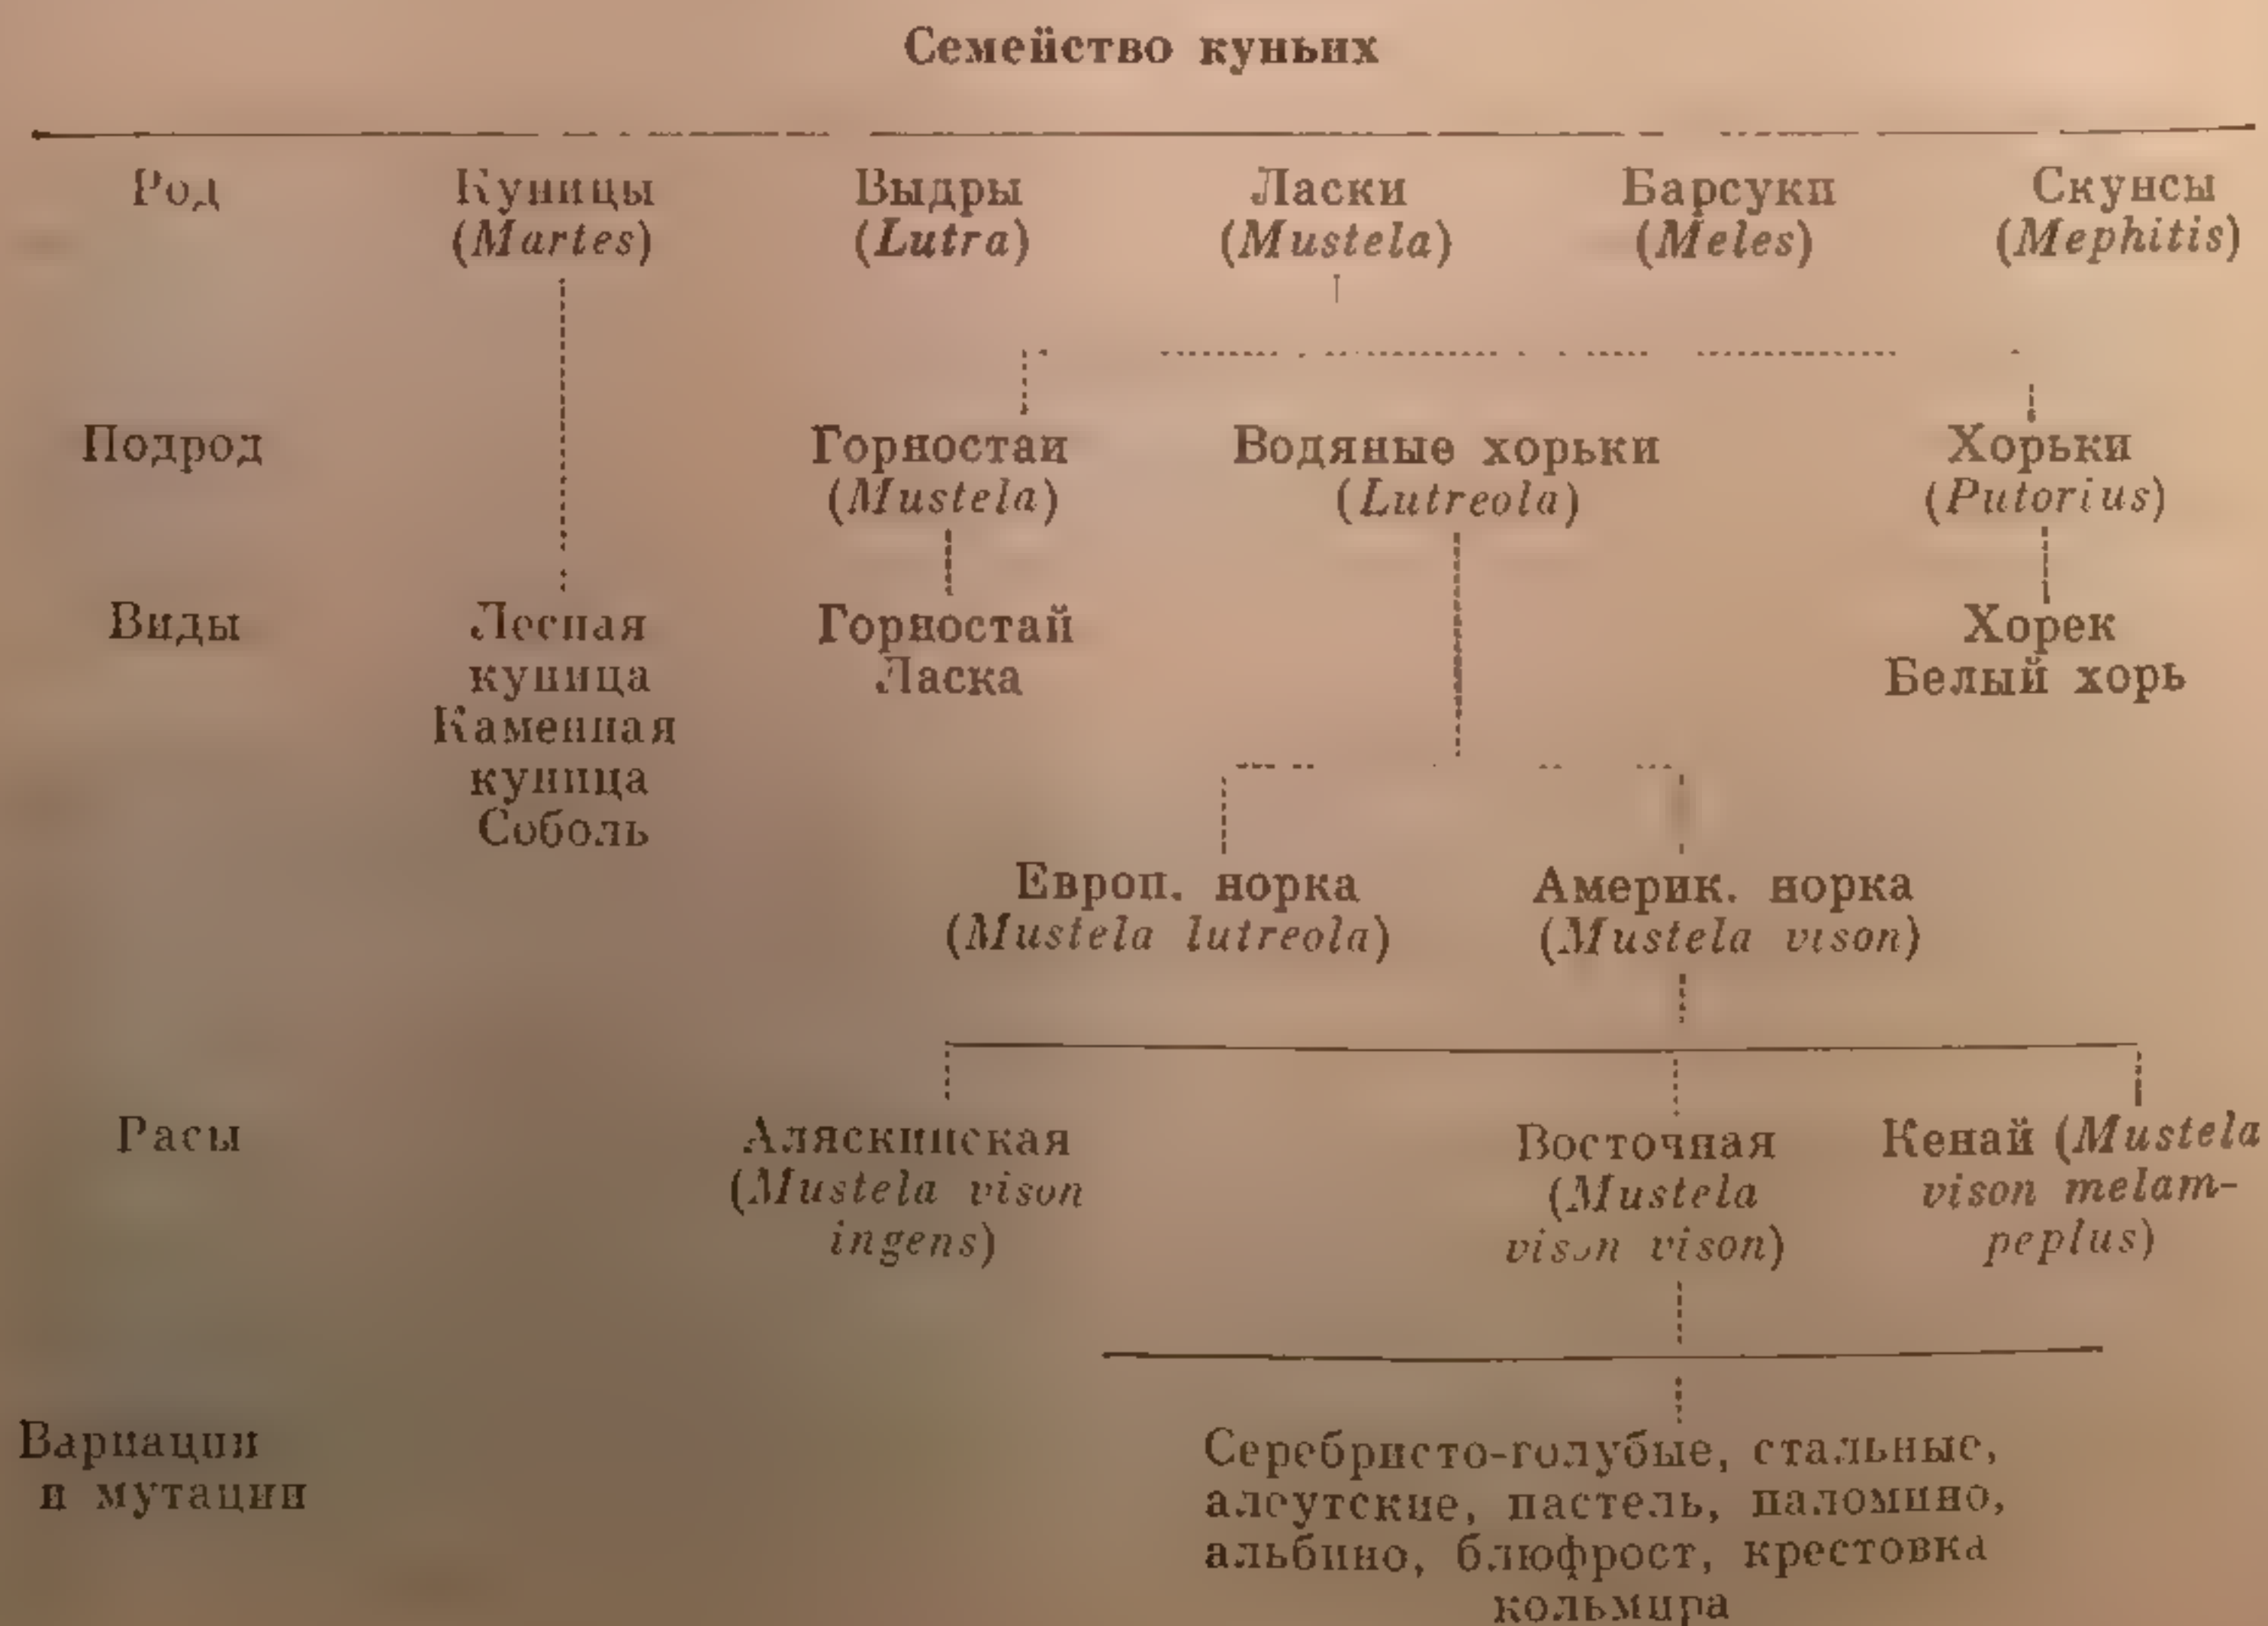 Семейство куньих
Род Куницы Выдры Ласки Барсуки Скунсы
(Martes) (Lutra) (Mustela) (Meles) (Mephitis)
Подрод Горностаи Водяные хорьки Хорьки
(Mustela) (Lutreola) (Putorius)
Виды Лесная Горностай Хорек
куница Ласка Белый хорь
Каменная
куница
Соболь
Европ. норка Америк. норка
(Mustela lutreola) (Mustela vison)
Расы Аляскинская Восточная Кенай (Mustela
(Mustela vison (Mustela vison melam-
ingens) vison vison) peplus)
Вариации Серебристо-голубые, стальные,
и мутации алеутские, пастель, паломино,
альбино, блюфрост, крестовка
кольмира